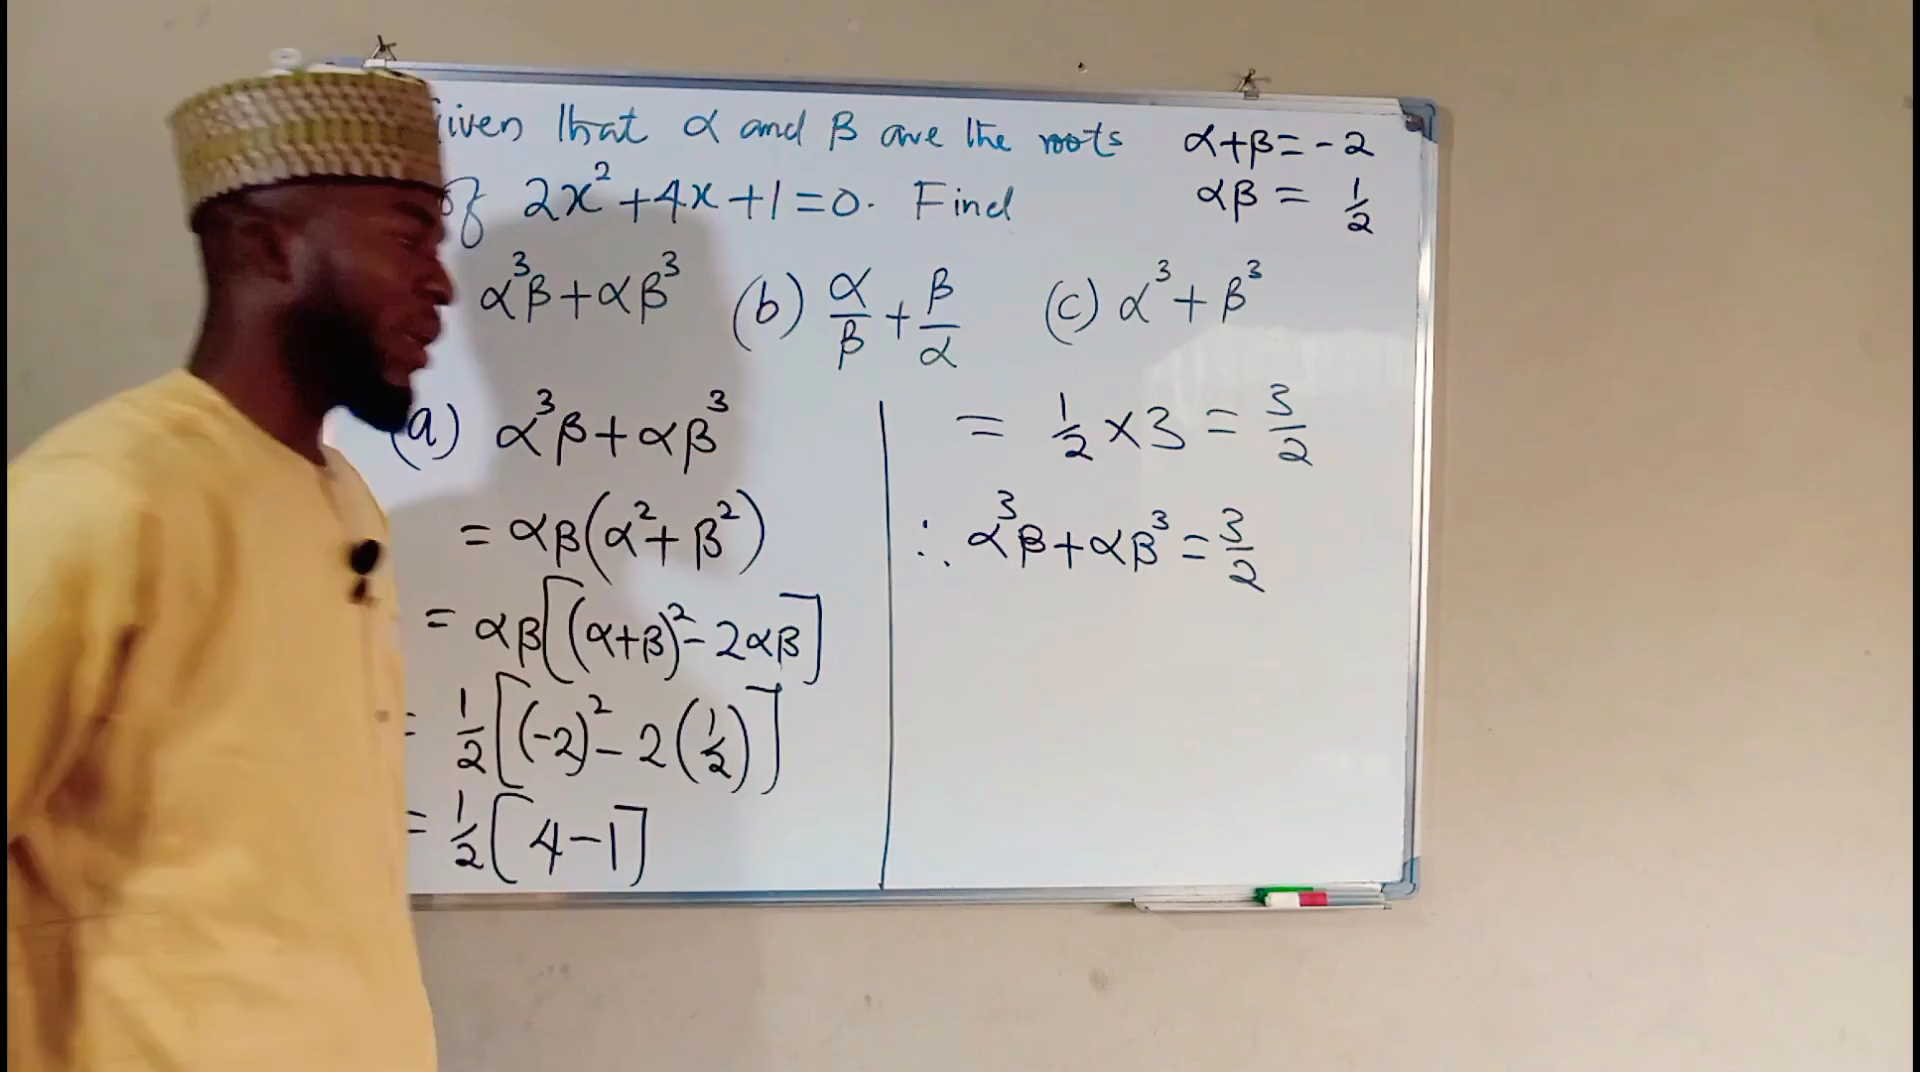 iven that α and β are the roots
of 2x²+4x+1=0. Find
α+β=-2
αβ = 1/2
α³β+αβ³ (b) α/β + β/α (c) α³+β³
(a) α³β+αβ³
= αβ(α²+β²)
= αβ[(α+β)²-2αβ]
= 1/2[(-2)²-2(1/2)]
= 1/2[4-1]
= 1/2 ×3 = 3/2
∴ α³β+αβ³=3/2